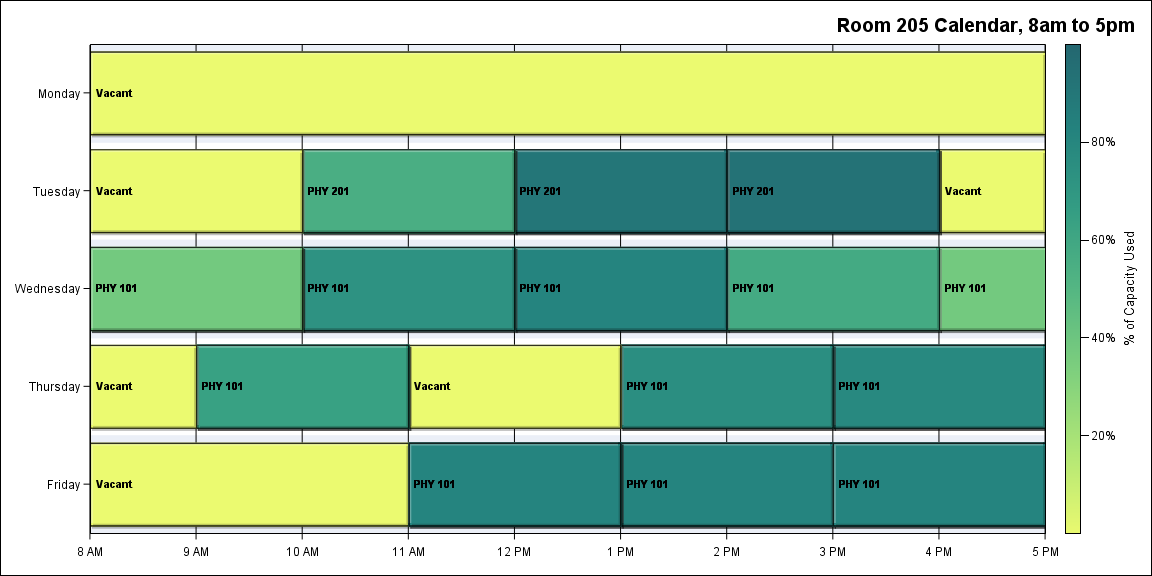 Room 205 Calendar, 8am to 5pm
Monday
Vacant
Tuesday
Vacant
PHY 201
PHY 201
PHY 201
Vacant
Wednesday
PHY 101
PHY 101
PHY 101
PHY 101
PHY 101
Thursday
Vacant
PHY 101
Vacant
PHY 101
PHY 101
Friday
Vacant
PHY 101
PHY 101
PHY 101
8 AM
9 AM
10 AM
11 AM
12 PM
1 PM
2 PM
3 PM
4 PM
5 PM
80%
60%
40%
20%
% of Capacity Used